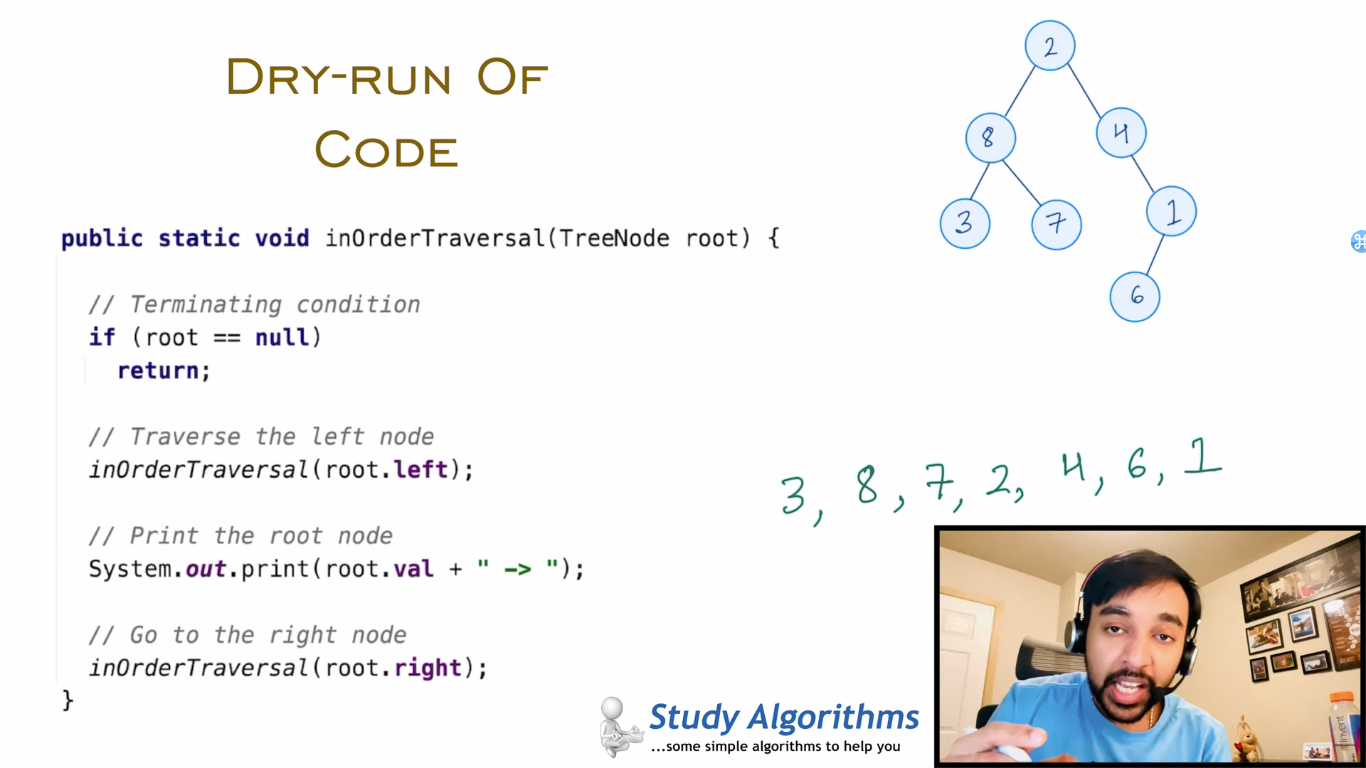 DRY-RUN OF
CODE
public static void inOrderTraversal(TreeNode root) {
// Terminating condition
if (root == null)
return;
// Traverse the left node
inOrderTraversal(root.left);
// Print the root node
System.out.print(root.val + " -> ");
// Go to the right node
inOrderTraversal(root.right);
}
2
8
4
3
7
1
6
3, 8, 7, 2, 4, 6, 1
Study Algorithms
...some simple algorithms to help you